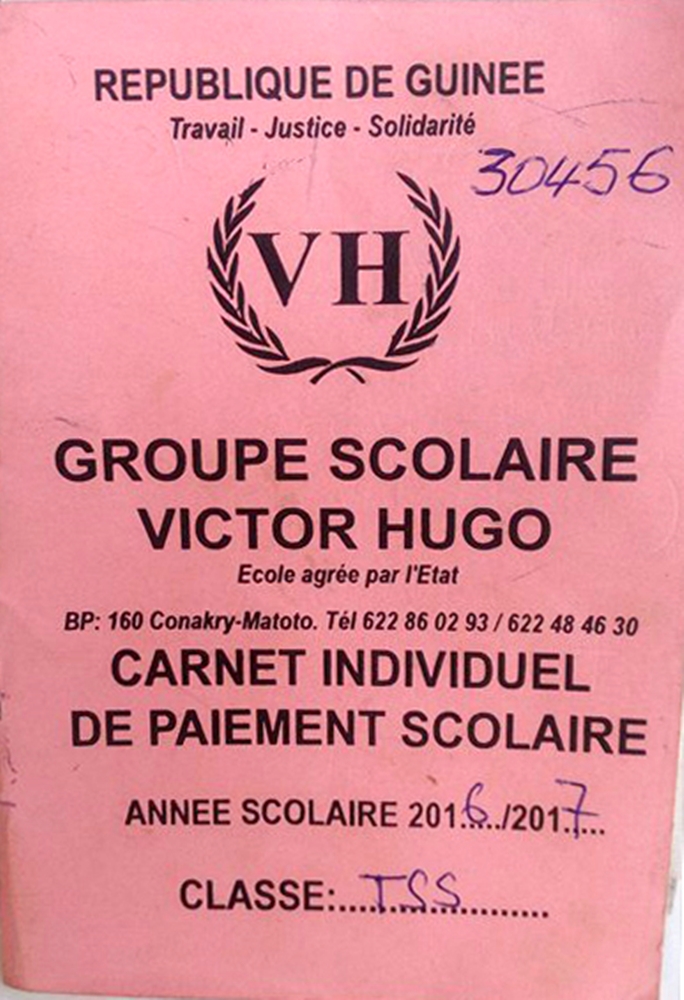 REPUBLIQUE DE GUINEE
Travail - Justice - Solidarité
30456
V H
GROUPE SCOLAIRE
VICTOR HUGO
Ecole agrée par l'Etat
BP: 160 Conakry-Matoto. Tél 622 86 02 93 / 622 48 46 30
CARNET INDIVIDUEL
DE PAIEMENT SCOLAIRE
ANNEE SCOLAIRE 2016..../2017.....
CLASSE:....TSS....................